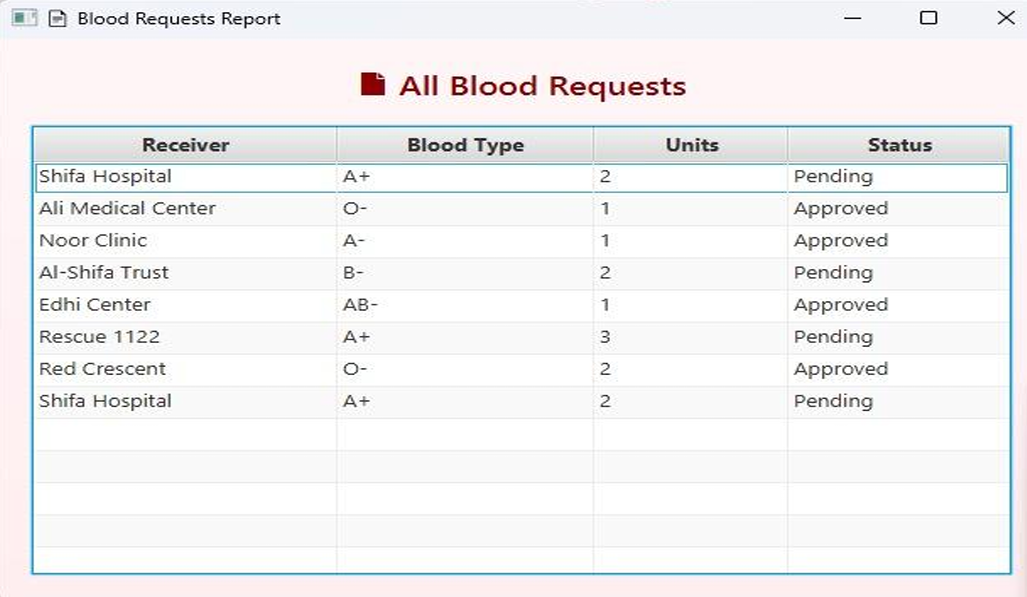 Blood Requests Report
All Blood Requests
Receiver Blood Type Units Status
Shifa Hospital A+ 2 Pending
Ali Medical Center O- 1 Approved
Noor Clinic A- 1 Approved
Al-Shifa Trust B- 2 Pending
Edhi Center AB- 1 Approved
Rescue 1122 A+ 3 Pending
Red Crescent O- 2 Approved
Shifa Hospital A+ 2 Pending